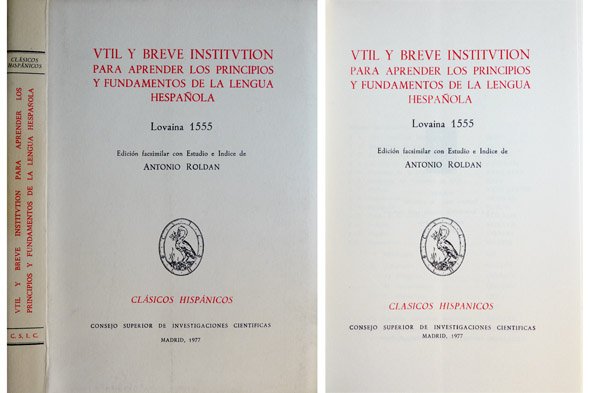 CLÁSICOS
HISPÁNICOS
VTIL Y BREVE INSTITVTION PARA APRENDER LOS
PRINCIPIOS Y FUNDAMENTOS DE LA LENGUA HESPAÑOLA
C. S. I. C.
VTIL Y BREVE INSTITVTION
PARA APRENDER LOS PRINCIPIOS
Y FUNDAMENTOS DE LA LENGUA
HESPAÑOLA
Lovaina 1555
Edición facsimilar con Estudio e Indice de
ANTONIO ROLDAN
CLÁSICOS HISPÁNICOS
CONSEJO SUPERIOR DE INVESTIGACIONES CIENTIFICAS
MADRID, 1977
VTIL Y BREVE INSTITVTION
PARA APRENDER LOS PRINCIPIOS
Y FUNDAMENTOS DE LA LENGUA
HESPAÑOLA
Lovaina 1555
Edición facsimilar con Estudio e Indice de
ANTONIO ROLDAN
CLASICOS HISPANICOS
CONSEJO SUPERIOR DE INVESTIGACIONES CIENTIFICAS
MADRID, 1977